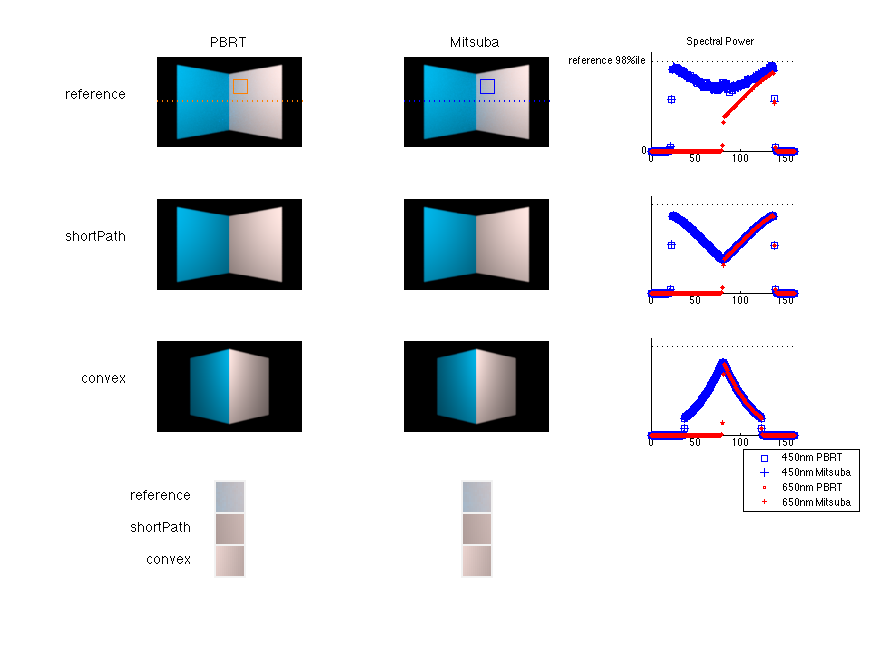 PBRT
Mitsuba
Spectral Power
reference
reference 98%ile
0
0 50 100 150
shortPath
0 50 100 150
convex
0 50 100 150
450nm PBRT
450nm Mitsuba
650nm PBRT
650nm Mitsuba
reference
shortPath
convex